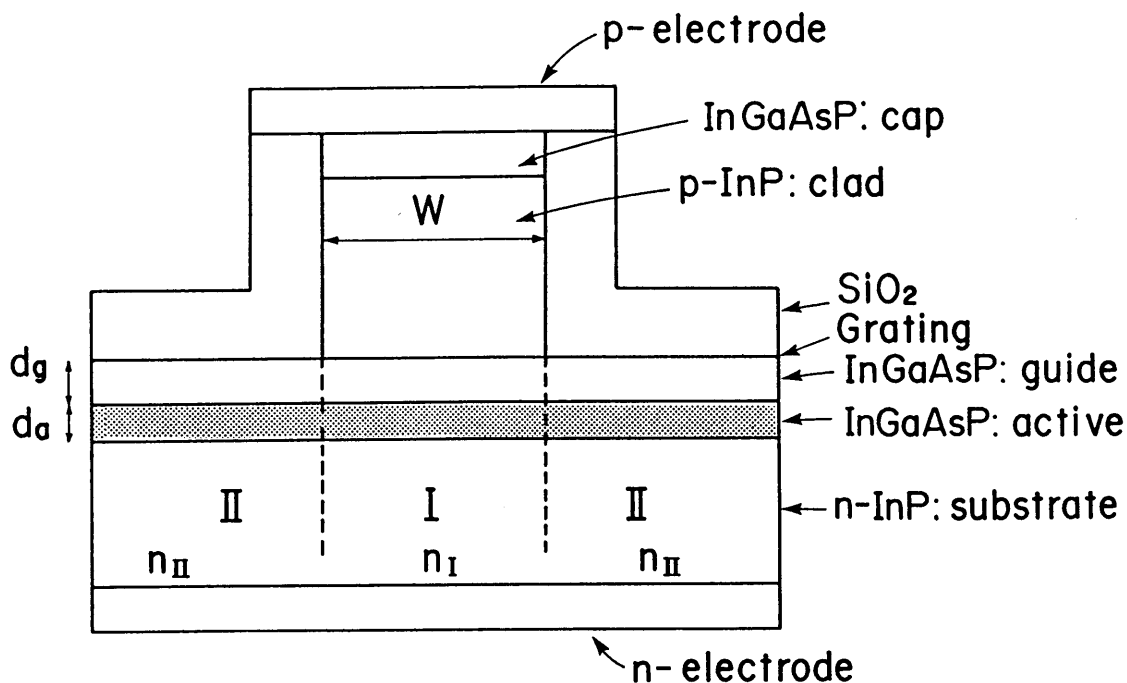 p-electrode
InGaAsP: cap
p-InP: clad
W
SiO₂
Grating
dg
InGaAsP: guide
da
InGaAsP: active
II I II
n-InP: substrate
nII nI nII
n-electrode